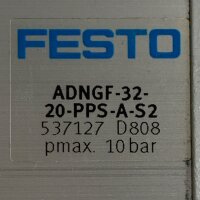 FESTO
ADNGF-32-
20-PPS-A-S2
537127 D808
pmax. 10 bar